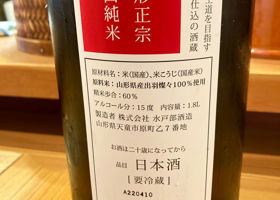 正宗
純米
王道を目指す
仕込の酒蔵
原材料名:米(国産)、米こうじ(国産米)
原料米:山形県産出羽燦々100%使用
精米歩合:60%
アルコール分:15度 内容量:1.8L
製造者 株式会社 水戸部酒造
山形県天童市原町乙7番地
お酒は二十歳になってから
品目 日本酒
[要冷蔵]
A220410